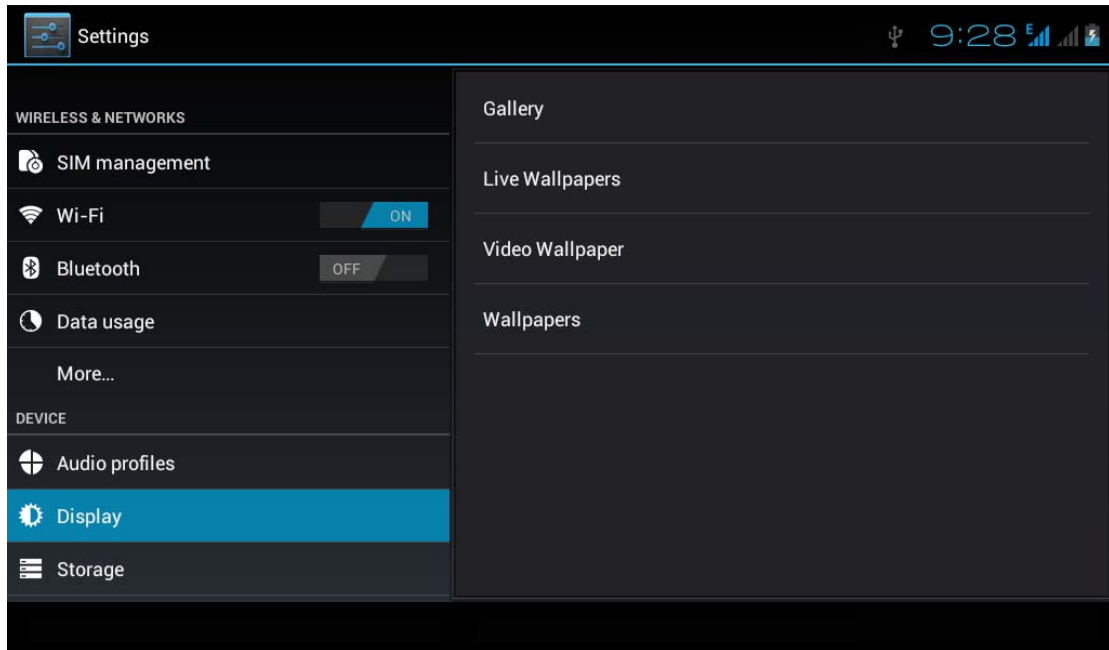 Settings
9:28
E
WIRELESS & NETWORKS
SIM management
Wi-Fi
ON
Bluetooth
OFF
Data usage
More...
DEVICE
Audio profiles
Display
Storage
Gallery
Live Wallpapers
Video Wallpaper
Wallpapers